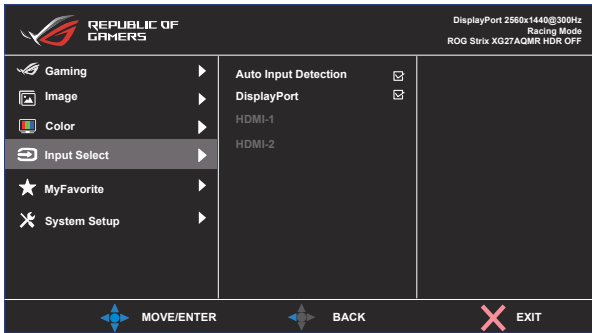 REPUBLIC OF
GAMERS
DisplayPort 2560x1440@300Hz
Racing Mode
ROG Strix XG27AQMR HDR OFF
Gaming
Image
Color
Input Select
MyFavorite
System Setup
Auto Input Detection
DisplayPort
HDMI-1
HDMI-2
MOVE/ENTER
BACK
EXIT